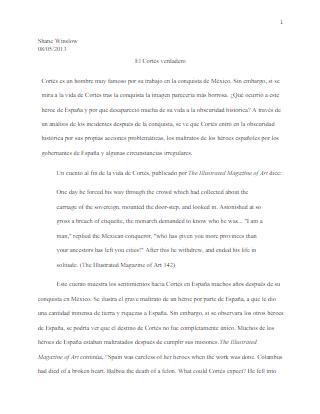 1
Shane Winslow
08/05/2013
El Cortés verdadero
Cortés es un hombre muy famoso por su trabajo en la conquista de México. Sin embargo, si se
mira a la vida de Cortés tras la conquista la imagen parecería más borrosa. ¿Qué ocurrió a este
héroe de España y por qué desapareció mucha de su vida a la obscuridad histórica? A través de
un análisis de los incidentes después de la conquista, se ve que Cortés entró en la obscuridad
histórica por sus propias acciones problemáticas, los maltratos de los héroes españoles por los
gobernantes de España y algunas circunstancias irregulares.
Un cuento al fin de la vida de Cortés, publicado por The Illustrated Magazine of Art dice:
One day he forced his way through the crowd which had collected about the
carriage of the sovereign, mounted the door-step, and looked in. Astonished at so
gross a breach of etiquette, the monarch demanded to know who he was... "I am a
man," replied the Mexican conqueror, "who has given you more provinces than
your ancestors has left you cities!" After this he withdrew, and ended his life in
solitude. (The Illustrated Magazine of Art 342)
Este cuento muestra los sentimientos hacia Cortés en España muchos años después de su
conquista en México. Se ilustra el grave maltrato de un héroe por parte de España, a que le dio
una cantidad inmensa de tierra y riquezas a España. Sin embargo, si se observara los otros héroes
de España, se podría ver que el destino de Cortés no fue completamente único. Muchos de los
héroes de España estaban maltratados después de cumplir sus misiones. The Illustrated
Magazine of Art continúa, "Spain was careless of her heroes when the work was done. Columbus
had died of a broken heart. Balboa the death of a felon. What could Cortés expect? He fell into